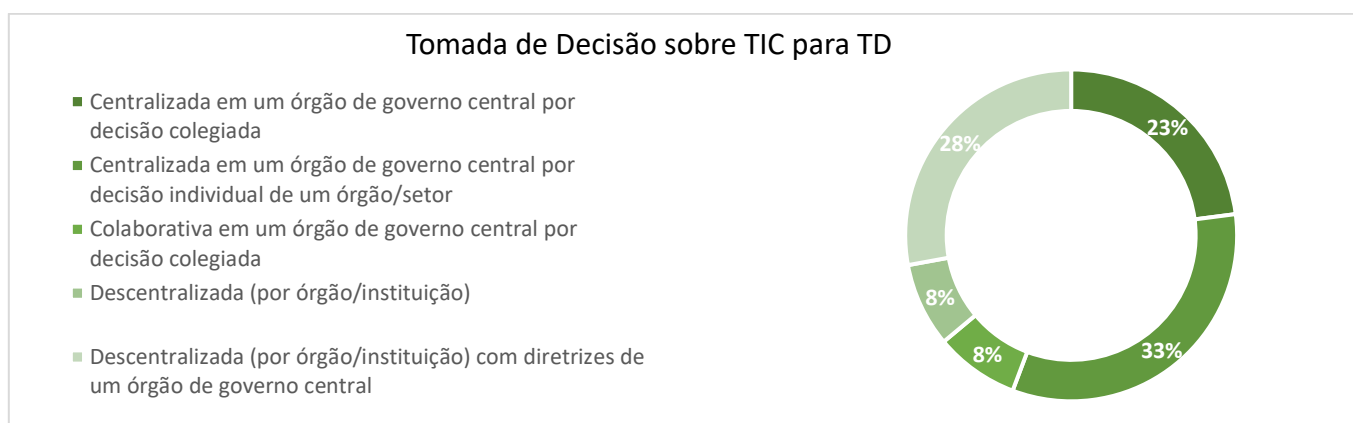 Tomada de Decisão sobre TIC para TD
Centralizada em um órgão de governo central por
decisão colegiada
Centralizada em um órgão de governo central por
decisão individual de um órgão/setor
Colaborativa em um órgão de governo central por
decisão colegiada
Descentralizada (por órgão/instituição)
Descentralizada (por órgão/instituição) com diretrizes de
um órgão de governo central
23%
33%
8%
8%
28%